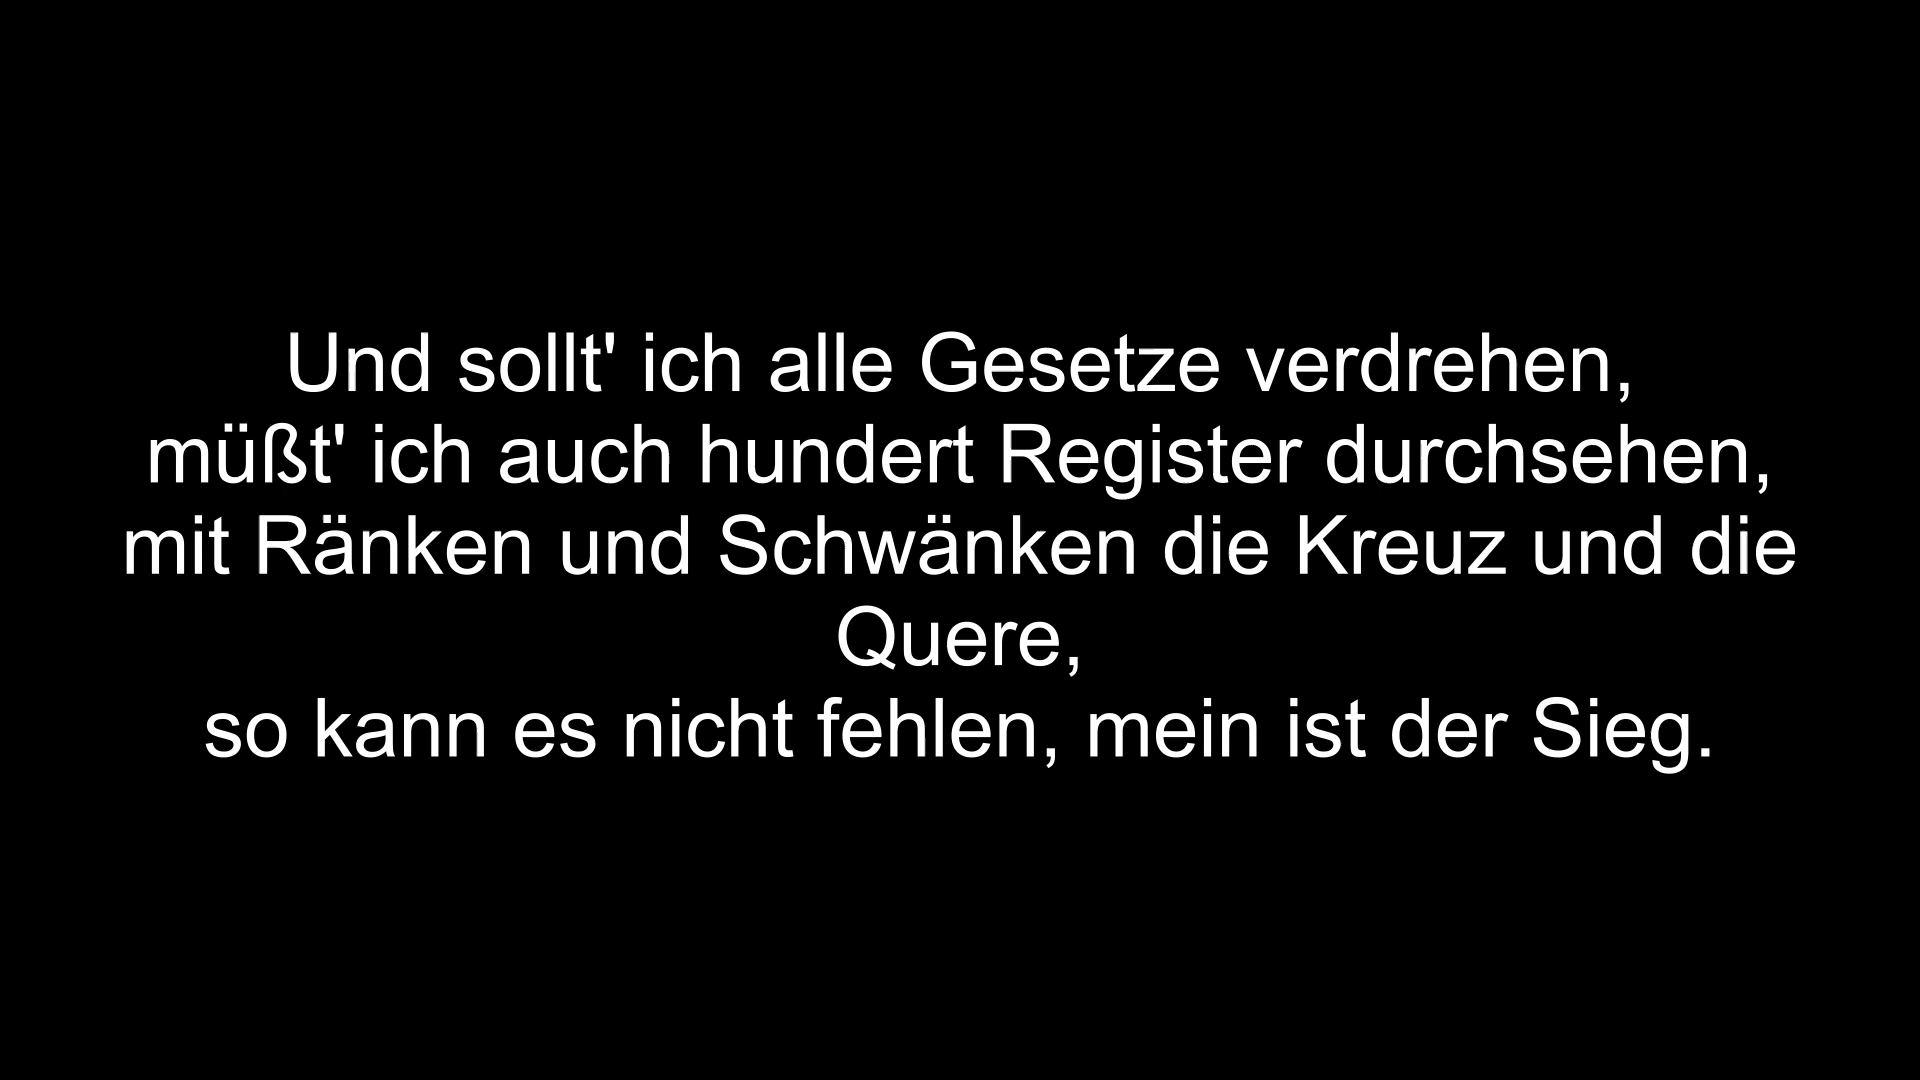 Und sollt' ich alle Gesetze verdrehen,
müßt' ich auch hundert Register durchsehen,
mit Ränken und Schwänken die Kreuz und die
Quere,
so kann es nicht fehlen, mein ist der Sieg.